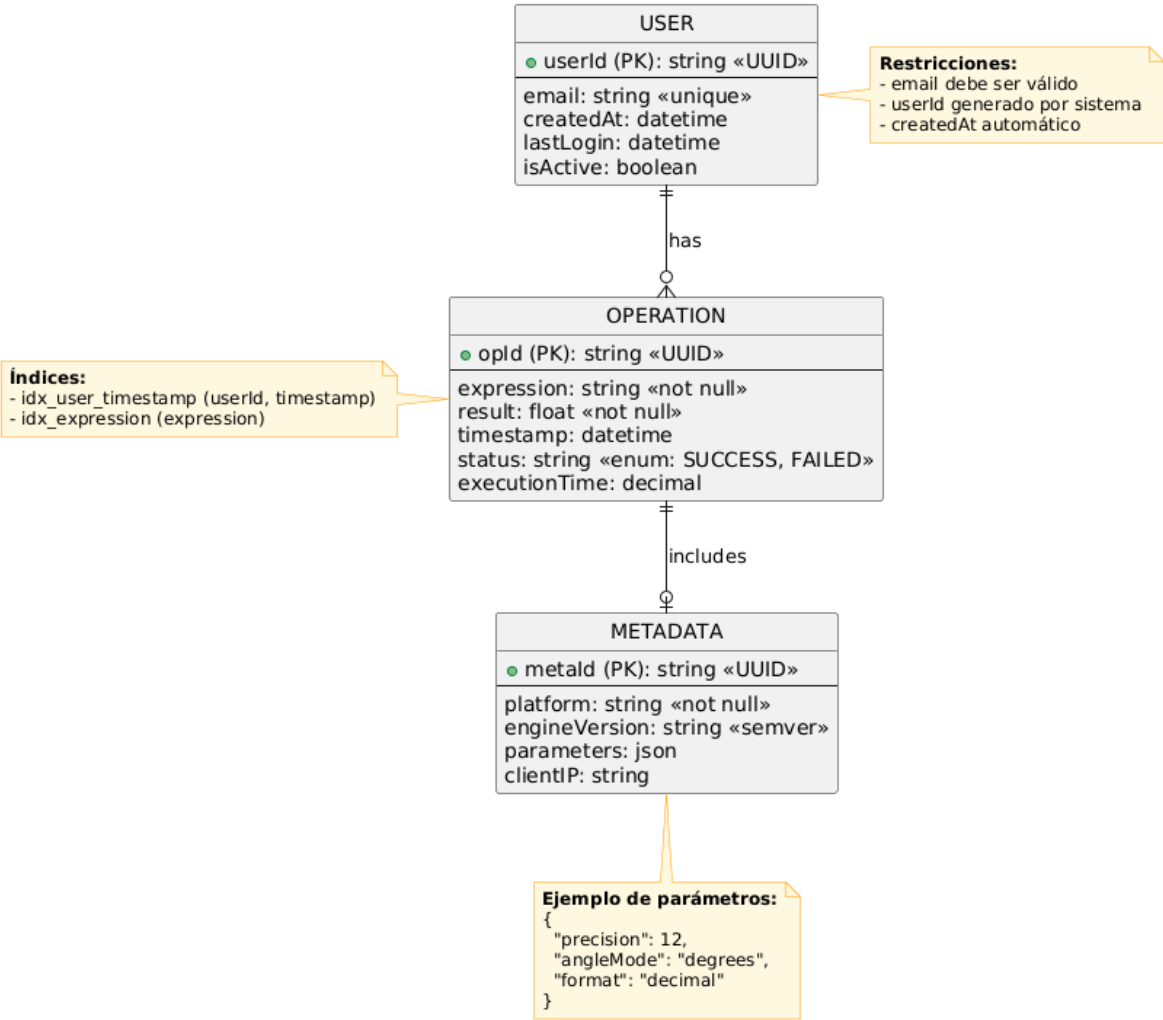 USER
userId (PK): string «UUID»
email: string «unique»
createdAt: datetime
lastLogin: datetime
isActive: boolean
Restricciones:
- email debe ser válido
- userId generado por sistema
- createdAt automático
has
OPERATION
opId (PK): string «UUID»
expression: string «not null»
result: float «not null»
timestamp: datetime
status: string «enum: SUCCESS, FAILED»
executionTime: decimal
Índices:
- idx_user_timestamp (userId, timestamp)
- idx_expression (expression)
includes
METADATA
metaId (PK): string «UUID»
platform: string «not null»
engineVersion: string «semver»
parameters: json
clientIP: string
Ejemplo de parámetros:
{
"precision": 12,
"angleMode": "degrees",
"format": "decimal"
}